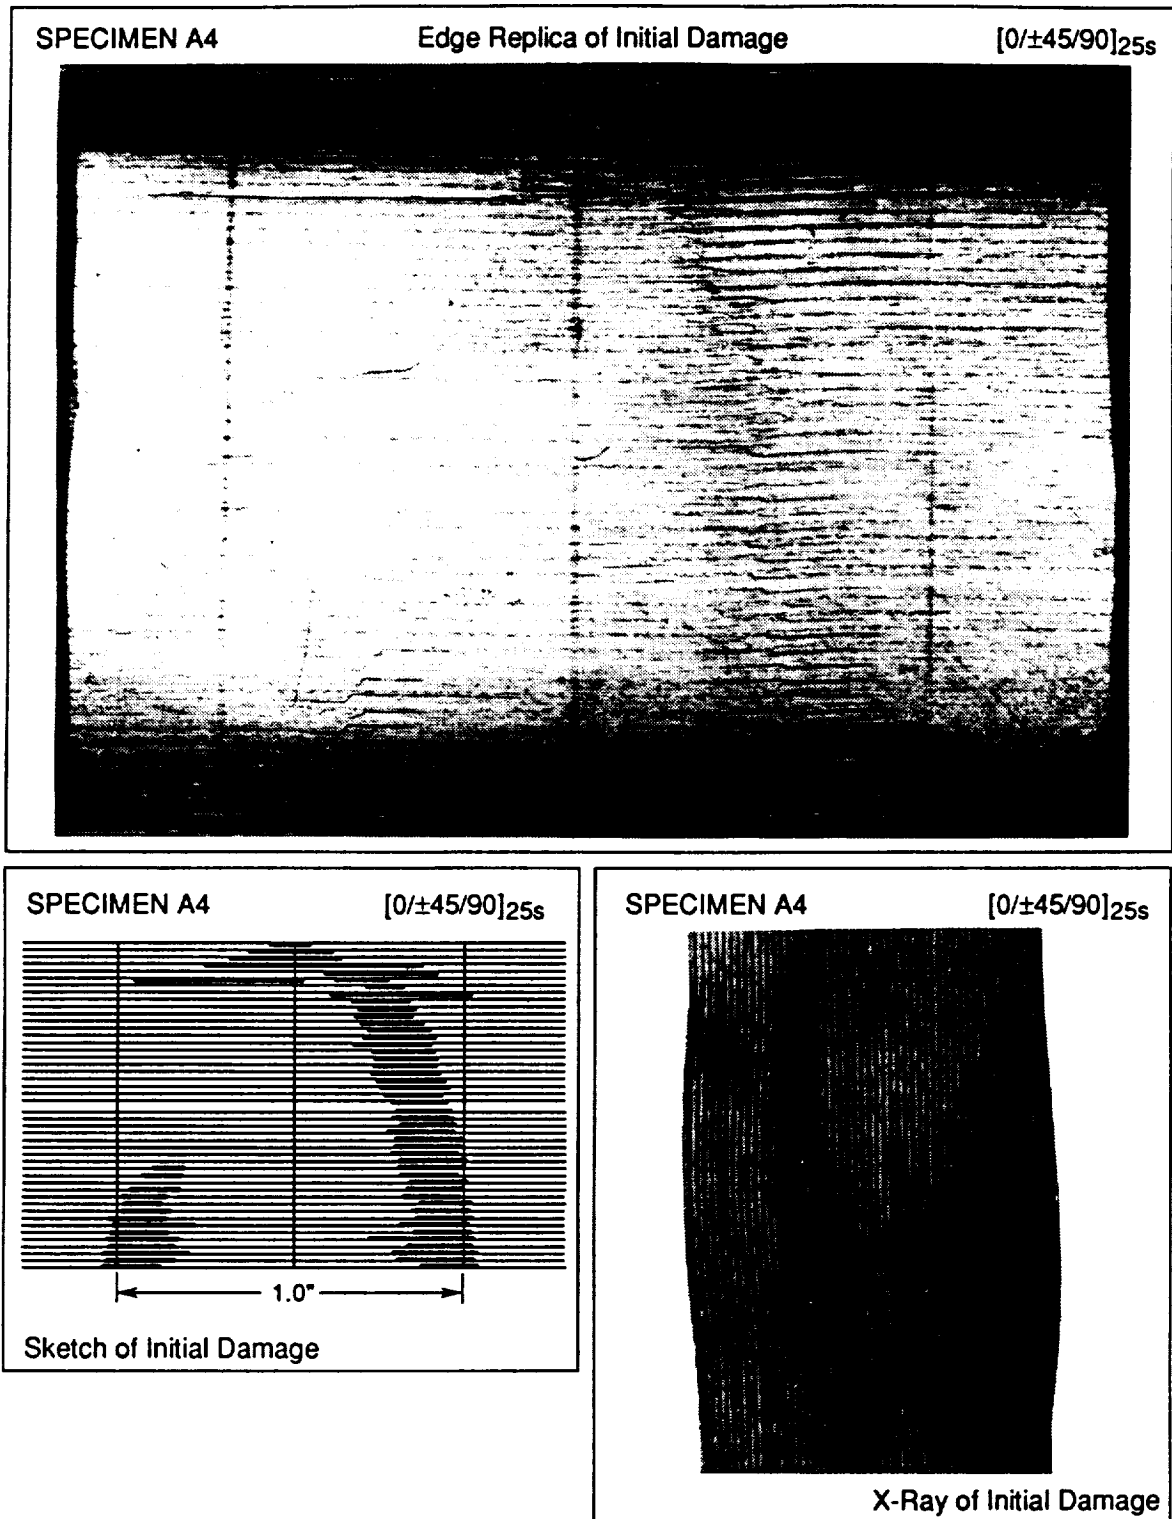 SPECIMEN A4 Edge Replica of Initial Damage [0/±45/90]25s
SPECIMEN A4 [0/±45/90]25s
1.0"
Sketch of Initial Damage
SPECIMEN A4 [0/±45/90]25s
X-Ray of Initial Damage